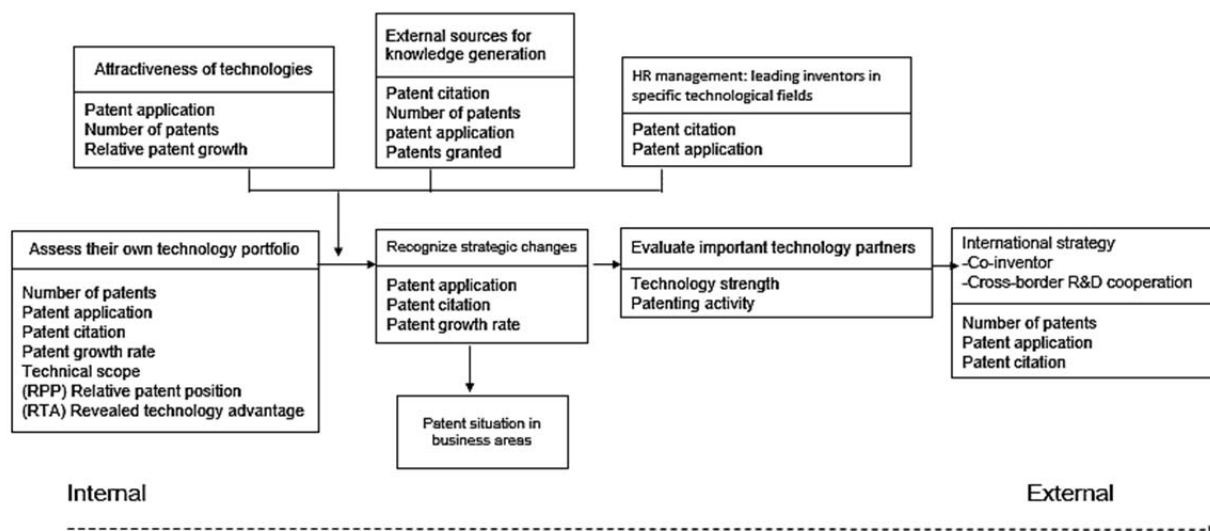 Attractiveness of technologies
Patent application
Number of patents
Relative patent growth
External sources for
knowledge generation
Patent citation
Number of patents
patent application
Patents granted
HR management: leading inventors in
specific technological fields
Patent citation
Patent application
Assess their own technology portfolio
Number of patents
Patent application
Patent citation
Patent growth rate
Technical scope
(RPP) Relative patent position
(RTA) Revealed technology advantage
Recognize strategic changes
Patent application
Patent citation
Patent growth rate
Evaluate important technology partners
Technology strength
Patenting activity
International strategy
-Co-inventor
-Cross-border R&D cooperation
Number of patents
Patent application
Patent citation
Patent situation in
business areas
Internal
External